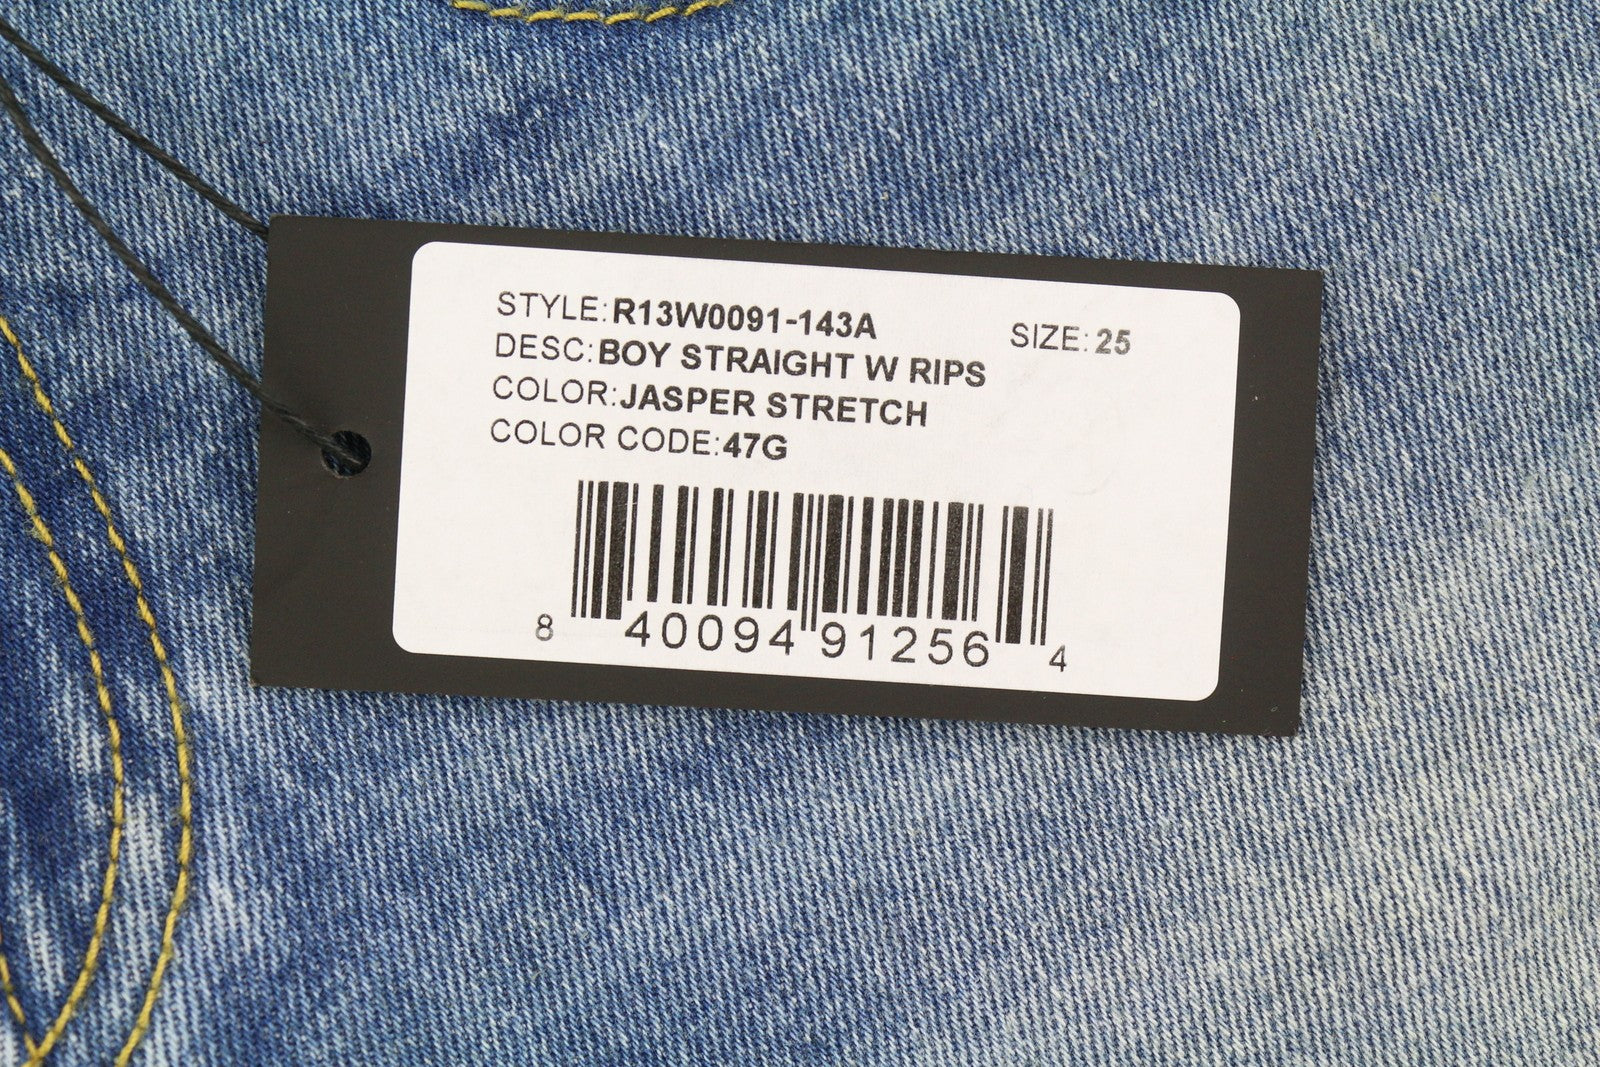 STYLE:R13W0091-143A
SIZE:25
DESC:BOY STRAIGHT W RIPS
COLOR:JASPER STRETCH
COLOR CODE:47G
8 40094 91256 4